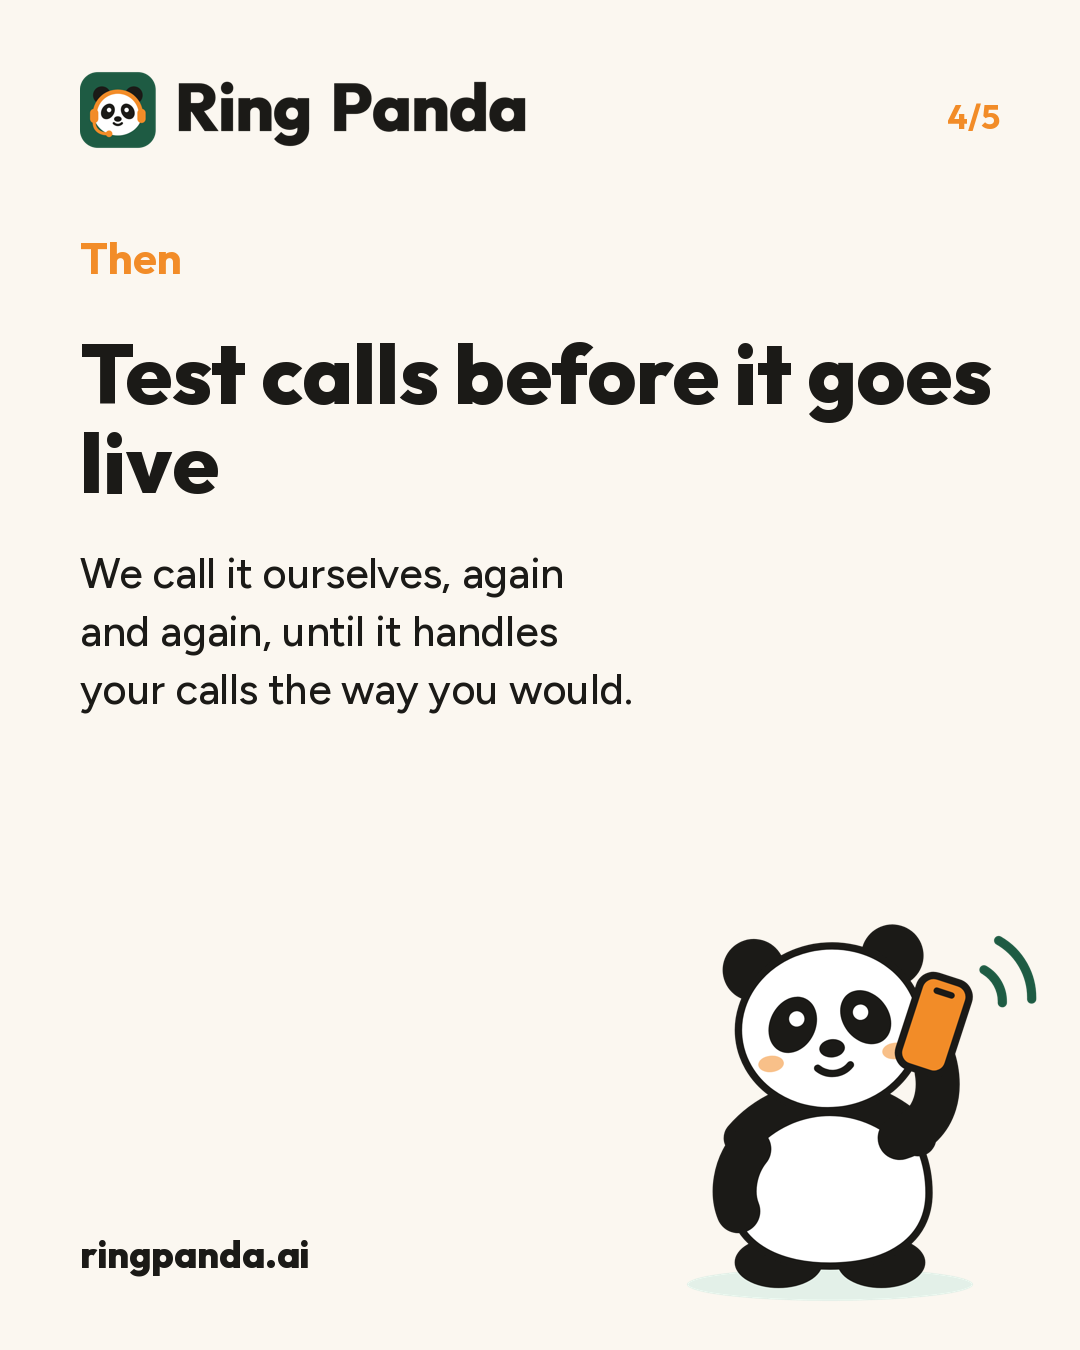 Ring Panda
4/5
Then
Test calls before it goes
live
We call it ourselves, again
and again, until it handles
your calls the way you would.
ringpanda.ai